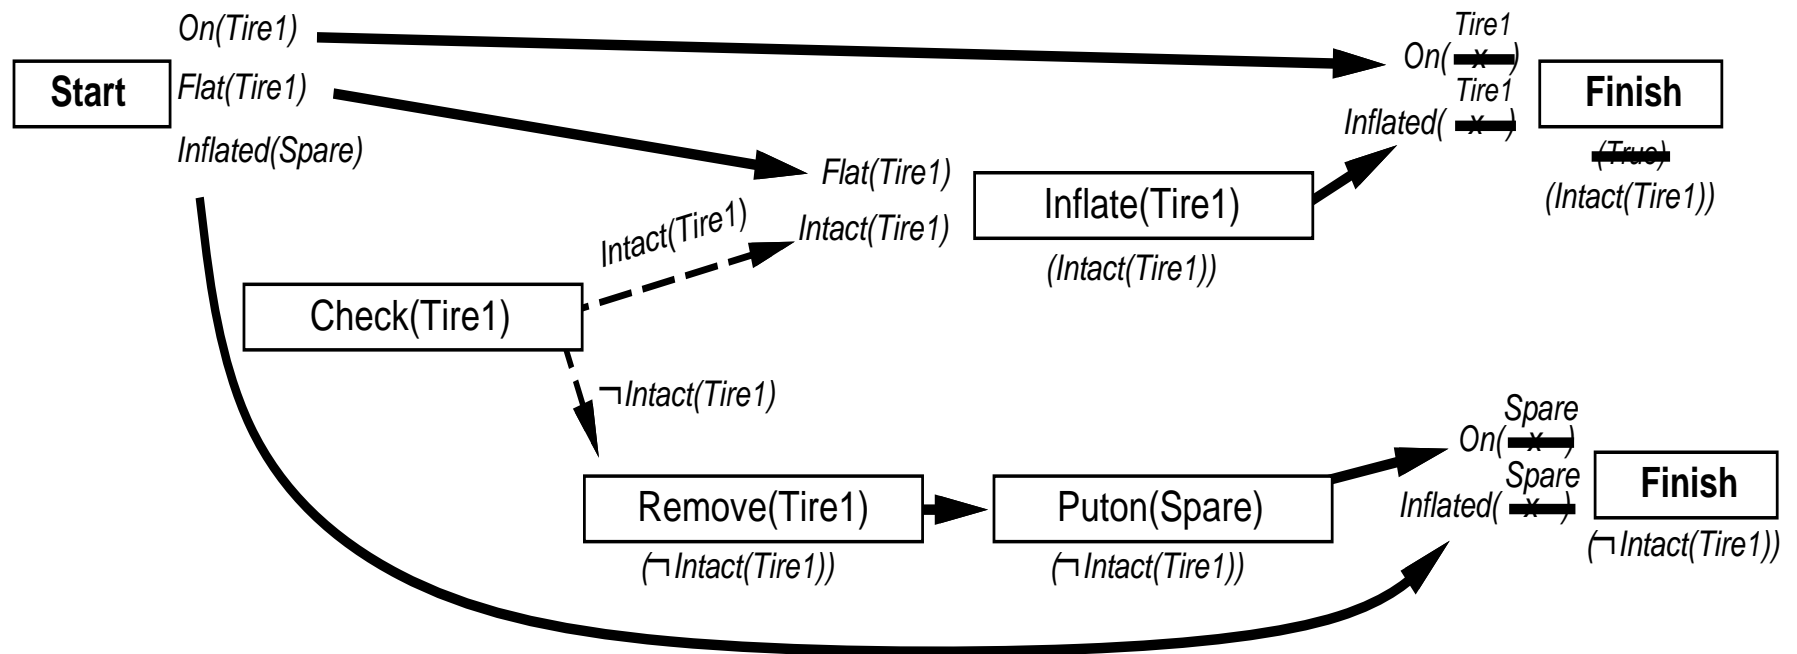 On(Tire1)
Start
Flat(Tire1)
Inflated(Spare)
Tire1
On( x )
Tire1
Inflated( x )
Finish
(True)
(Intact(Tire1))
Flat(Tire1)
Intact(Tire1)
Intact(Tire1)
Inflate(Tire1)
(Intact(Tire1))
Check(Tire1)
¬Intact(Tire1)
Remove(Tire1)
(¬Intact(Tire1))
Puton(Spare)
(¬Intact(Tire1))
Spare
On( x )
Spare
Inflated( x )
Finish
(¬Intact(Tire1))